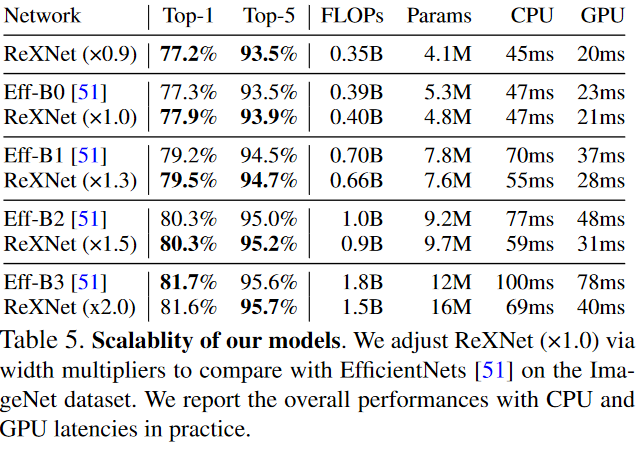 Network Top-1 Top-5 FLOPs Params CPU GPU
ReXNet (×0.9) 77.2% 93.5% 0.35B 4.1M 45ms 20ms
Eff-B0 [51] 77.3% 93.5% 0.39B 5.3M 47ms 23ms
ReXNet (×1.0) 77.9% 93.9% 0.40B 4.8M 47ms 21ms
Eff-B1 [51] 79.2% 94.5% 0.70B 7.8M 70ms 37ms
ReXNet (×1.3) 79.5% 94.7% 0.66B 7.6M 55ms 28ms
Eff-B2 [51] 80.3% 95.0% 1.0B 9.2M 77ms 48ms
ReXNet (×1.5) 80.3% 95.2% 0.9B 9.7M 59ms 31ms
Eff-B3 [51] 81.7% 95.6% 1.8B 12M 100ms 78ms
ReXNet (x2.0) 81.6% 95.7% 1.5B 16M 69ms 40ms
Table 5. Scalablity of our models. We adjust ReXNet (×1.0) via
width multipliers to compare with EfficientNets [51] on the Ima-
geNet dataset. We report the overall performances with CPU and
GPU latencies in practice.